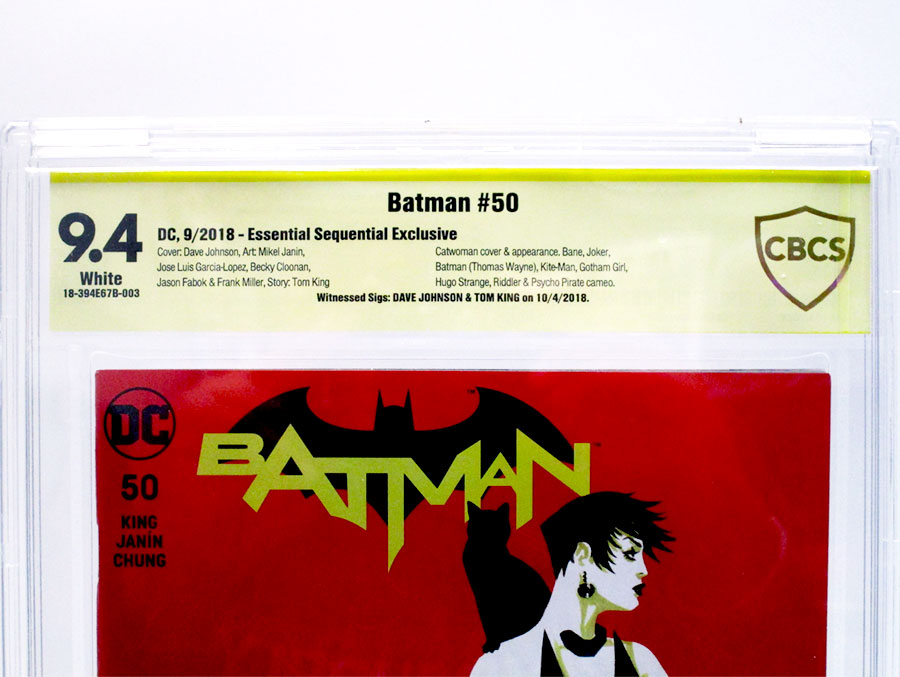 Batman #50
9.4
White
18-394E67B-003
DC, 9/2018 - Essential Sequential Exclusive
Cover: Dave Johnson, Art: Mikel Janin,
Jose Luis Garcia-Lopez, Becky Cloonan,
Jason Fabok & Frank Miller, Story: Tom King
Catwoman cover & appearance. Bane, Joker,
Batman (Thomas Wayne), Kite-Man, Gotham Girl,
Hugo Strange, Riddler & Psycho Pirate cameo.
Witnessed Sigs: DAVE JOHNSON & TOM KING on 10/4/2018.
CBCS
DC
BATMAN
50
KING
JANÍN
CHUNG